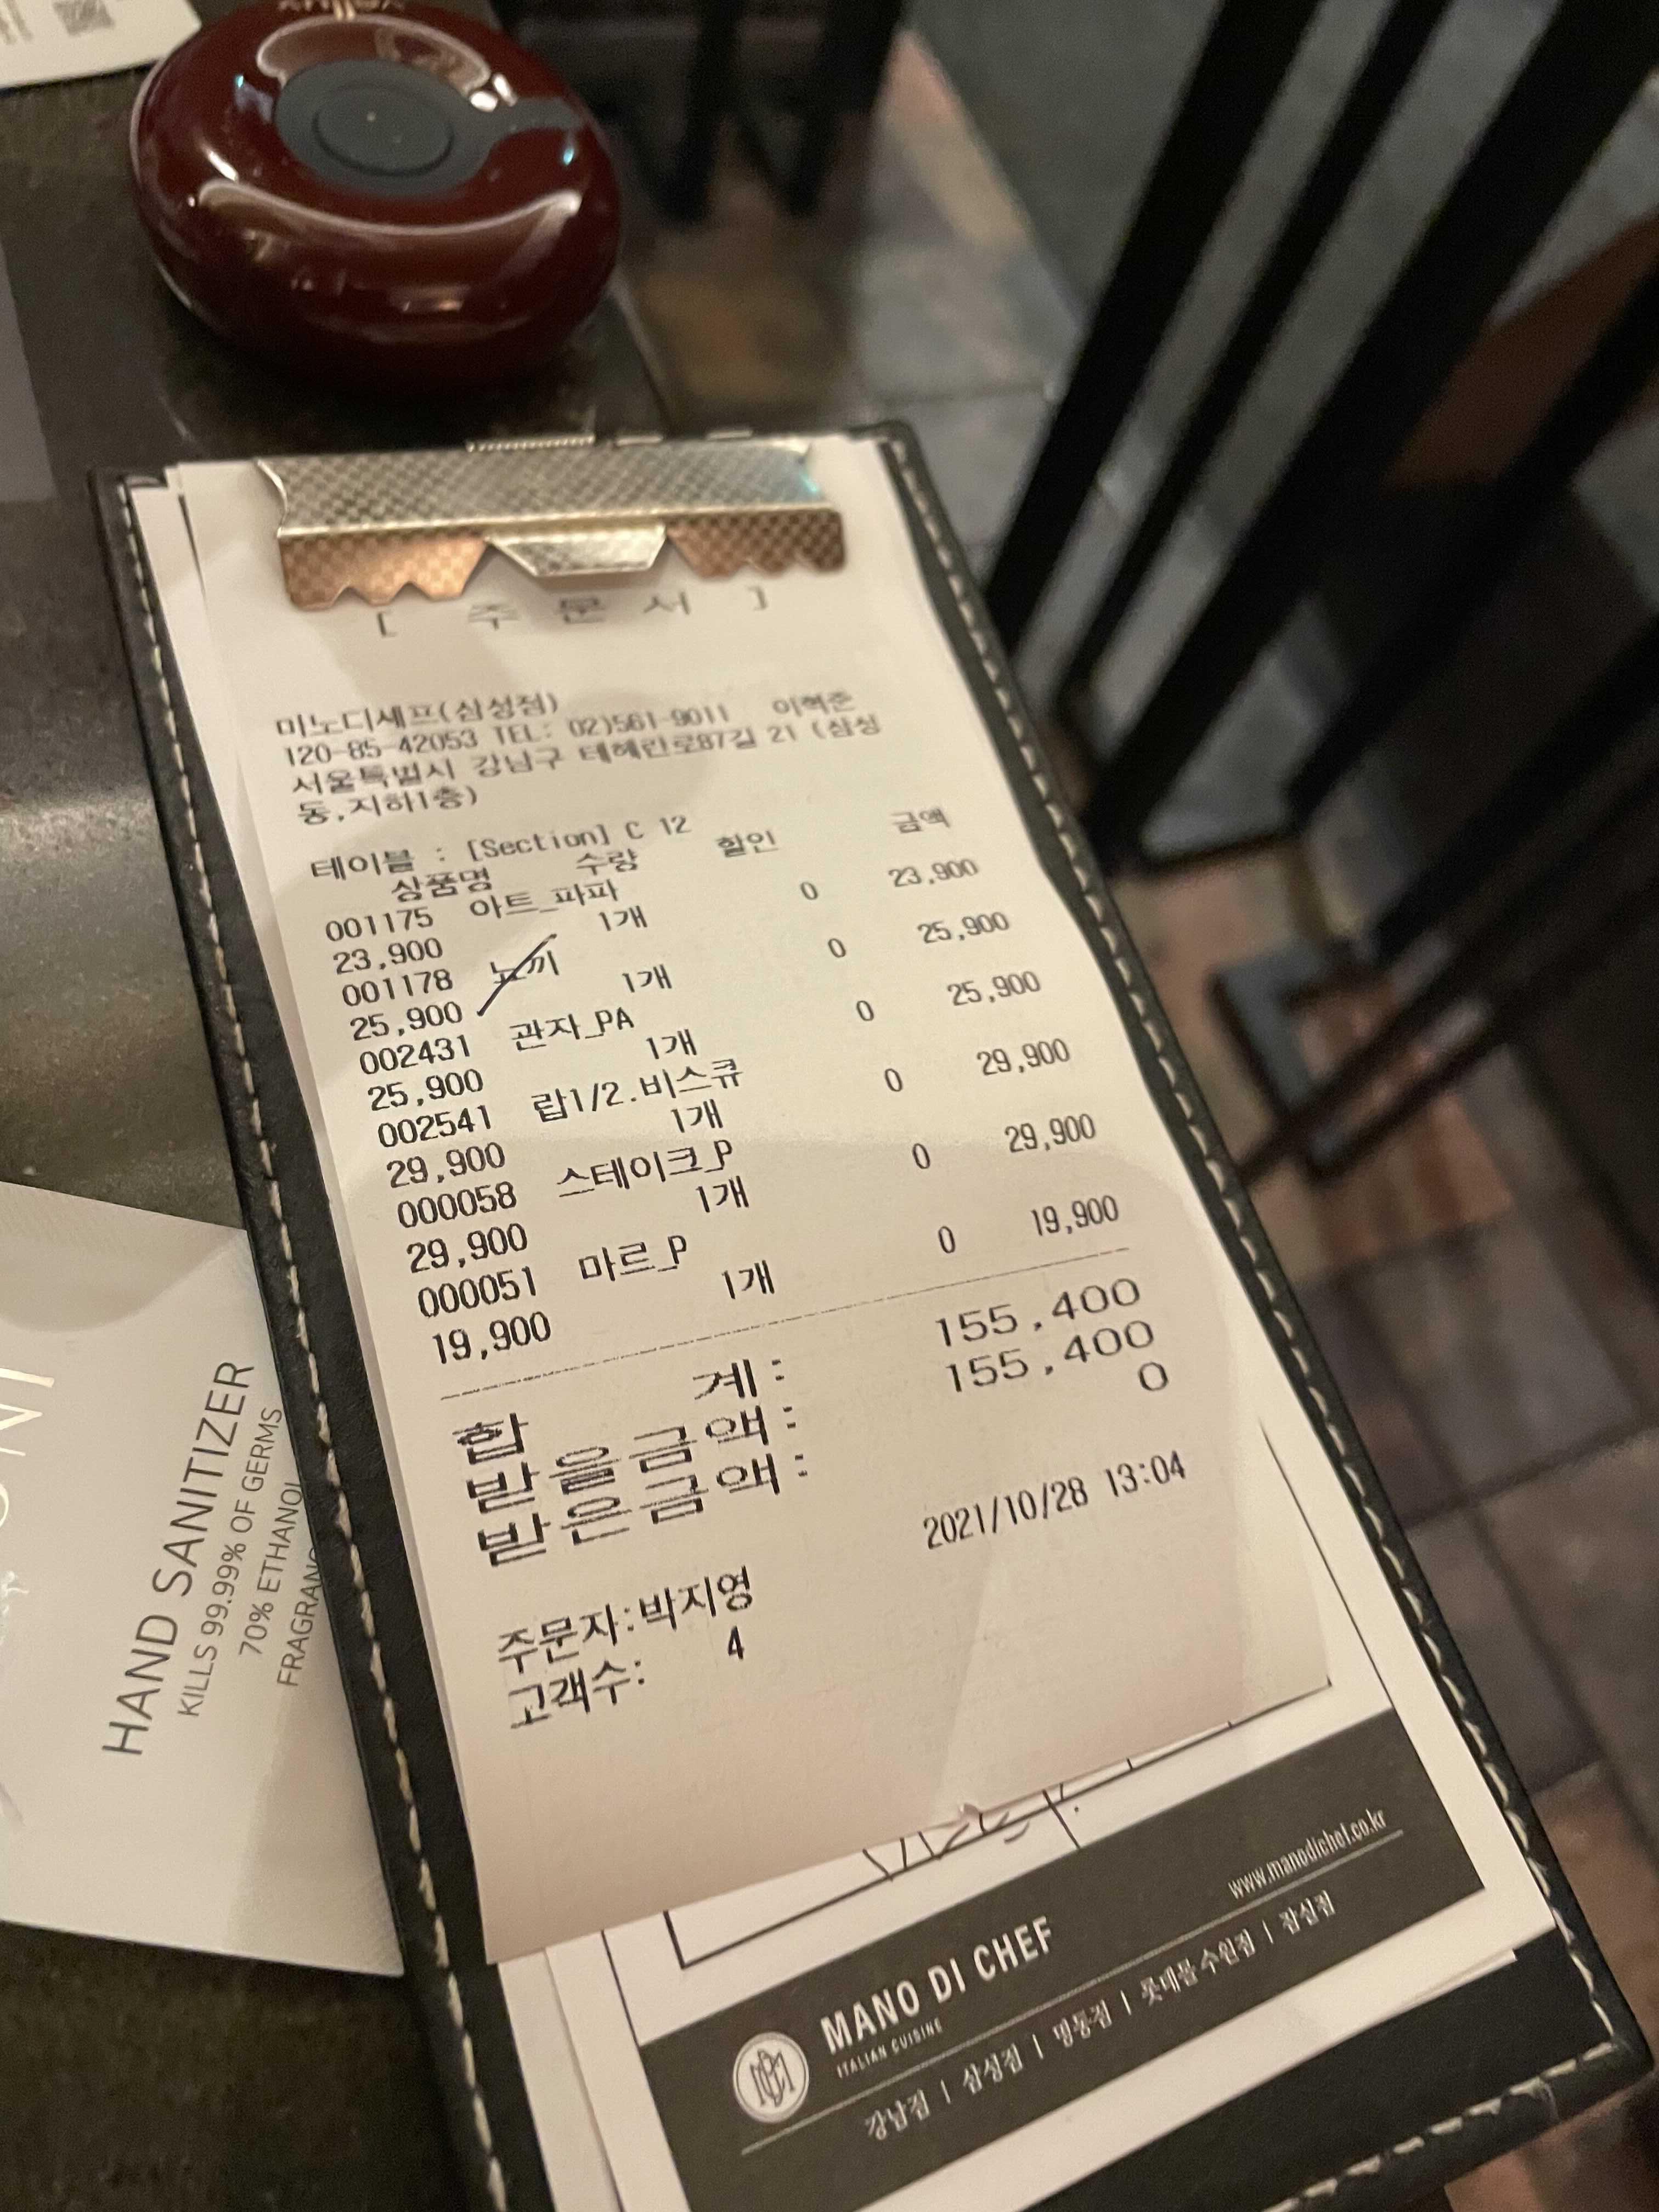 [ 주 문 서 ]
미노디셰프(삼성점)
120-85-42053 TEL: 02)561-9011 이혁준
서울특별시 강남구 테헤란로87길 21 (삼성
동,지하1층)
테이블 : [Section] C 12
상품명 수량 할인 금액
001175 아트_파파
23,900 1개 0 23,900
001178 뇨끼
25,900 1개 0 25,900
002431 관자_PA
25,900 1개 0 25,900
002541 랍1/2.비스큐
29,900 1개 0 29,900
000058 스테이크_P
29,900 1개 0 29,900
000051 마르_P
19,900 1개 0 19,900
합 계: 155,400
받을금액: 155,400
받은금액: 0
2021/10/28 13:04
주문자:박지영
고객수: 4
HAND SANITIZER
KILLS 99.99% OF GERMS
70% ETHANOL
www.manodichef.co.kr
MANO DI CHEF
ITALIAN CUISINE
강남점 | 삼성점 | 명동점 | 롯데몰 수원점 | 잠실점